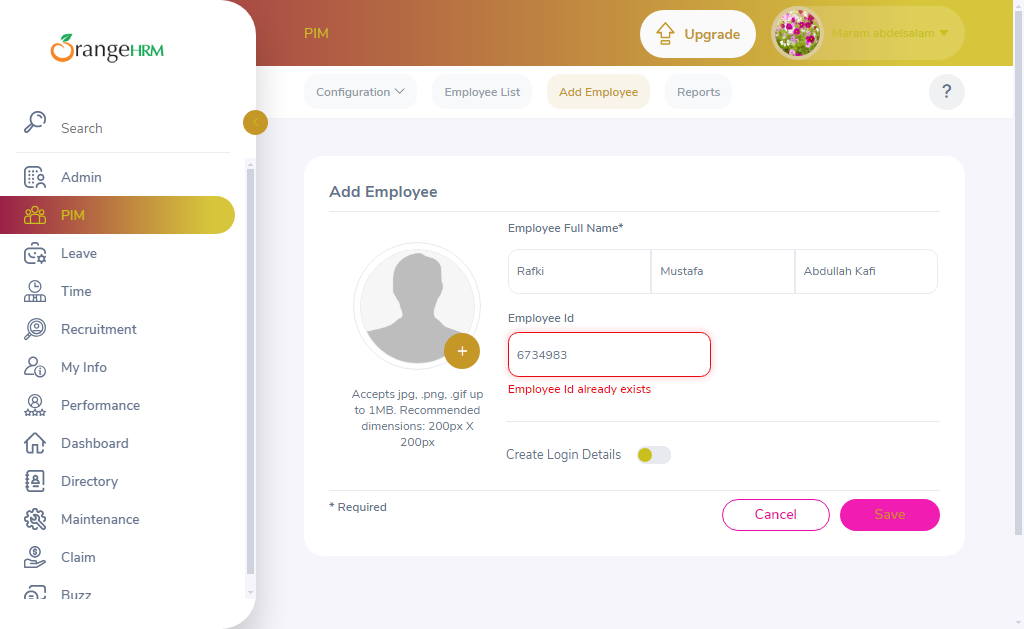 OrangeHRM
Search
Admin
PIM
Leave
Time
Recruitment
My Info
Performance
Dashboard
Directory
Maintenance
Claim
Buzz
PIM
Upgrade
Maram abdelsalam
Configuration
Employee List
Add Employee
Reports
?
Add Employee
+
Accepts jpg, .png, .gif up
to 1MB. Recommended
dimensions: 200px X
200px
Employee Full Name*
Rafki
Mustafa
Abdullah Kafi
Employee Id
6734983
Employee Id already exists
Create Login Details
* Required
Cancel
Save